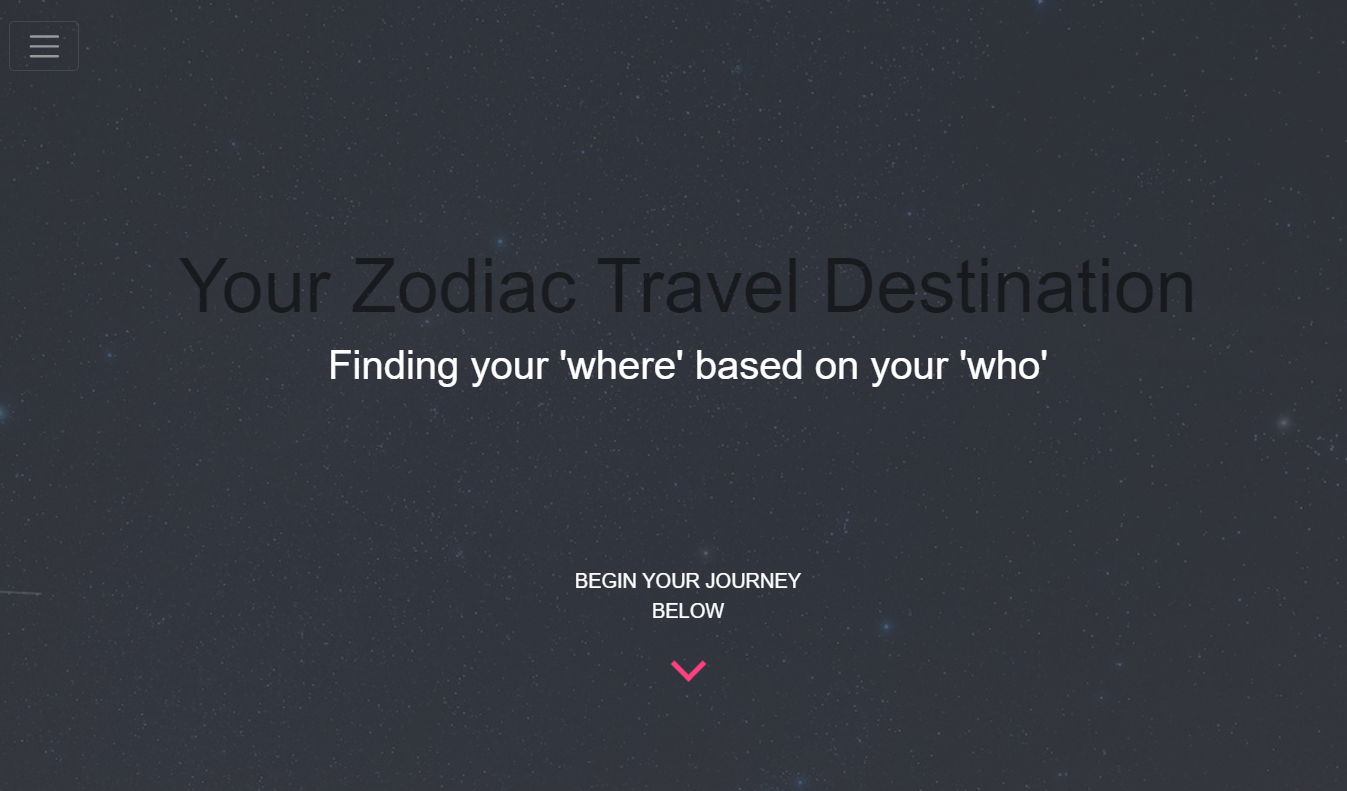 Your Zodiac Travel Destination
Finding your 'where' based on your 'who'
BEGIN YOUR JOURNEY
BELOW